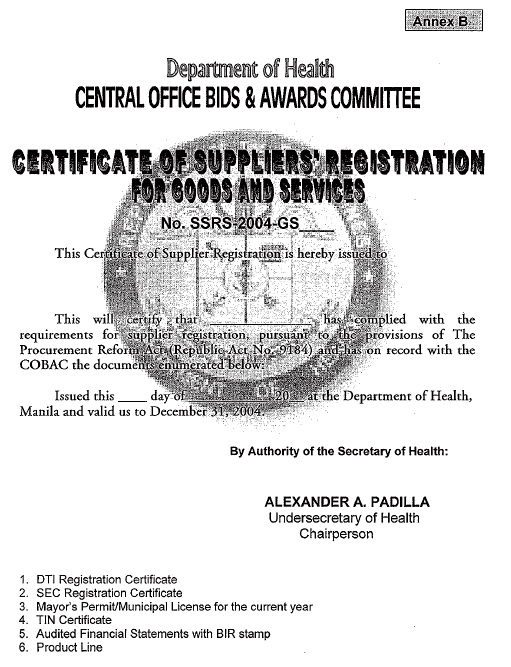 Annex B
Department of Health
CENTRAL OFFICE BIDS & AWARDS COMMITTEE
CERTIFICATE OF SUPPLIERS' REGISTRATION
FOR GOODS AND SERVICES
No. SSRS-2004-GS____
This Certificate of Supplier Registration is hereby issued to
This will certify that ____________________ has complied with the
requirements for supplier registration, pursuant to the provisions of The
Procurement Reform Act (Republic Act No. 9184) and has on record with the
COBAC the documents enumerated below:
Issued this ____ day of ____________, 20__ at the Department of Health,
Manila and valid us to December 31, 2004.
By Authority of the Secretary of Health:
ALEXANDER A. PADILLA
Undersecretary of Health
Chairperson
1. DTI Registration Certificate
2. SEC Registration Certificate
3. Mayor's Permit/Municipal License for the current year
4. TIN Certificate
5. Audited Financial Statements with BIR stamp
6. Product Line